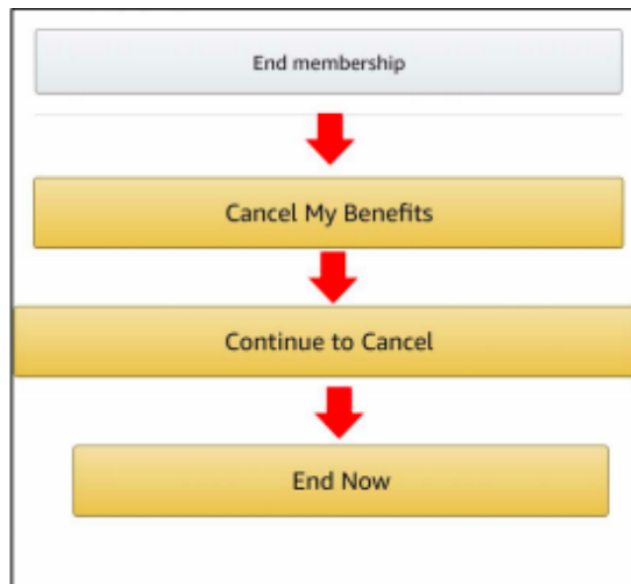 End membership
Cancel My Benefits
Continue to Cancel
End Now